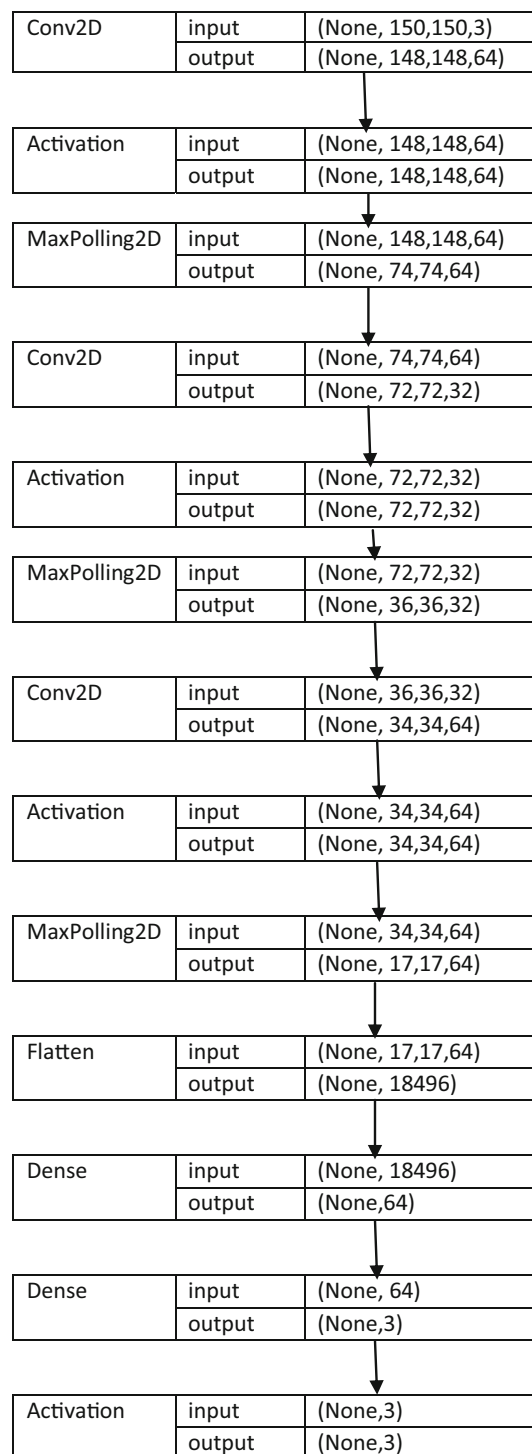 Conv2D input (None, 150,150,3)
output (None, 148,148,64)
Activation input (None, 148,148,64)
output (None, 148,148,64)
MaxPolling2D input (None, 148,148,64)
output (None, 74,74,64)
Conv2D input (None, 74,74,64)
output (None, 72,72,32)
Activation input (None, 72,72,32)
output (None, 72,72,32)
MaxPolling2D input (None, 72,72,32)
output (None, 36,36,32)
Conv2D input (None, 36,36,32)
output (None, 34,34,64)
Activation input (None, 34,34,64)
output (None, 34,34,64)
MaxPolling2D input (None, 34,34,64)
output (None, 17,17,64)
Flatten input (None, 17,17,64)
output (None, 18496)
Dense input (None, 18496)
output (None,64)
Dense input (None, 64)
output (None,3)
Activation input (None,3)
output (None,3)